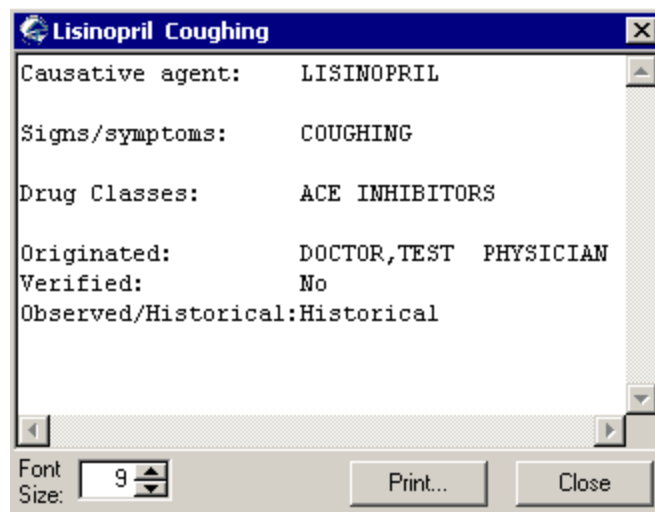 Lisinopril Coughing
Causative agent: LISINOPRIL
Signs/symptoms: COUGHING
Drug Classes: ACE INHIBITORS
Originated: DOCTOR,TEST PHYSICIAN
Verified: No
Observed/Historical:Historical
Font
Size: 9
Print... Close